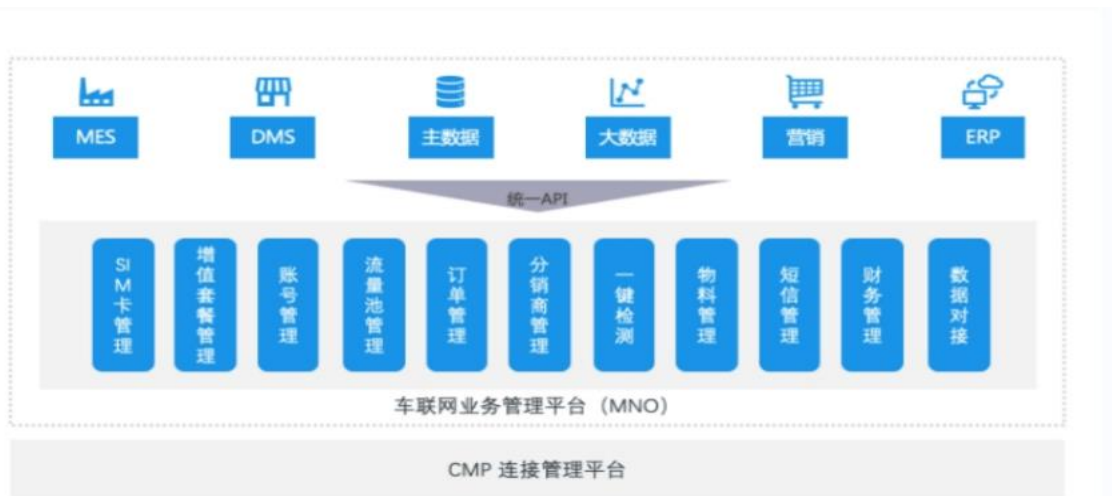 MES
DMS
主数据
大数据
营销
ERP
统一API
SIM卡管理
增值套餐管理
账号管理
流量池管理
订单管理
分销商管理
一键检测
物料管理
短信管理
财务管理
数据对接
车联网业务管理平台（MNO）
CMP 连接管理平台